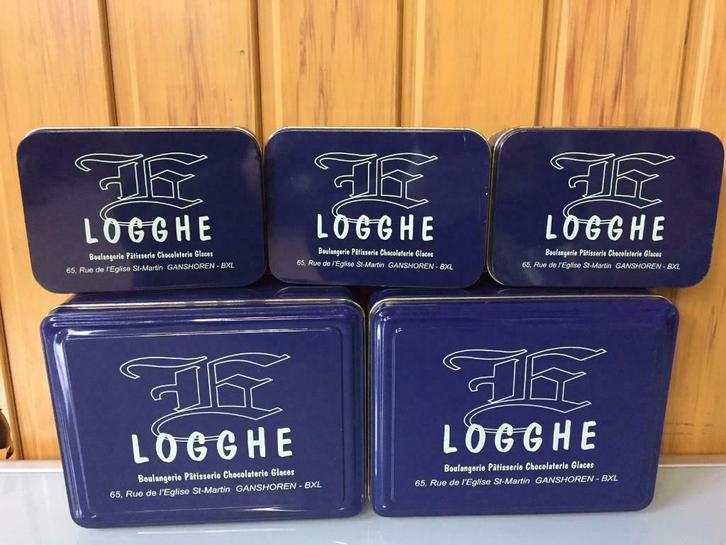 LOGGHE
Boulangerie Pâtisserie Chocolaterie Glaces
65, Rue de l'Eglise St-Martin GANSHOREN - BXL
LOGGHE
Boulangerie Pâtisserie Chocolaterie Glaces
65, Rue de l'Eglise St-Martin GANSHOREN - BXL
LOGGHE
Boulangerie Pâtisserie Chocolaterie Glaces
65, Rue de l'Eglise St-Martin GANSHOREN - BXL
LOGGHE
Boulangerie Pâtisserie Chocolaterie Glaces
65, Rue de l'Eglise St-Martin GANSHOREN - BXL
LOGGHE
Boulangerie Pâtisserie Chocolaterie Glaces
65, Rue de l'Eglise St-Martin GANSHOREN - BXL